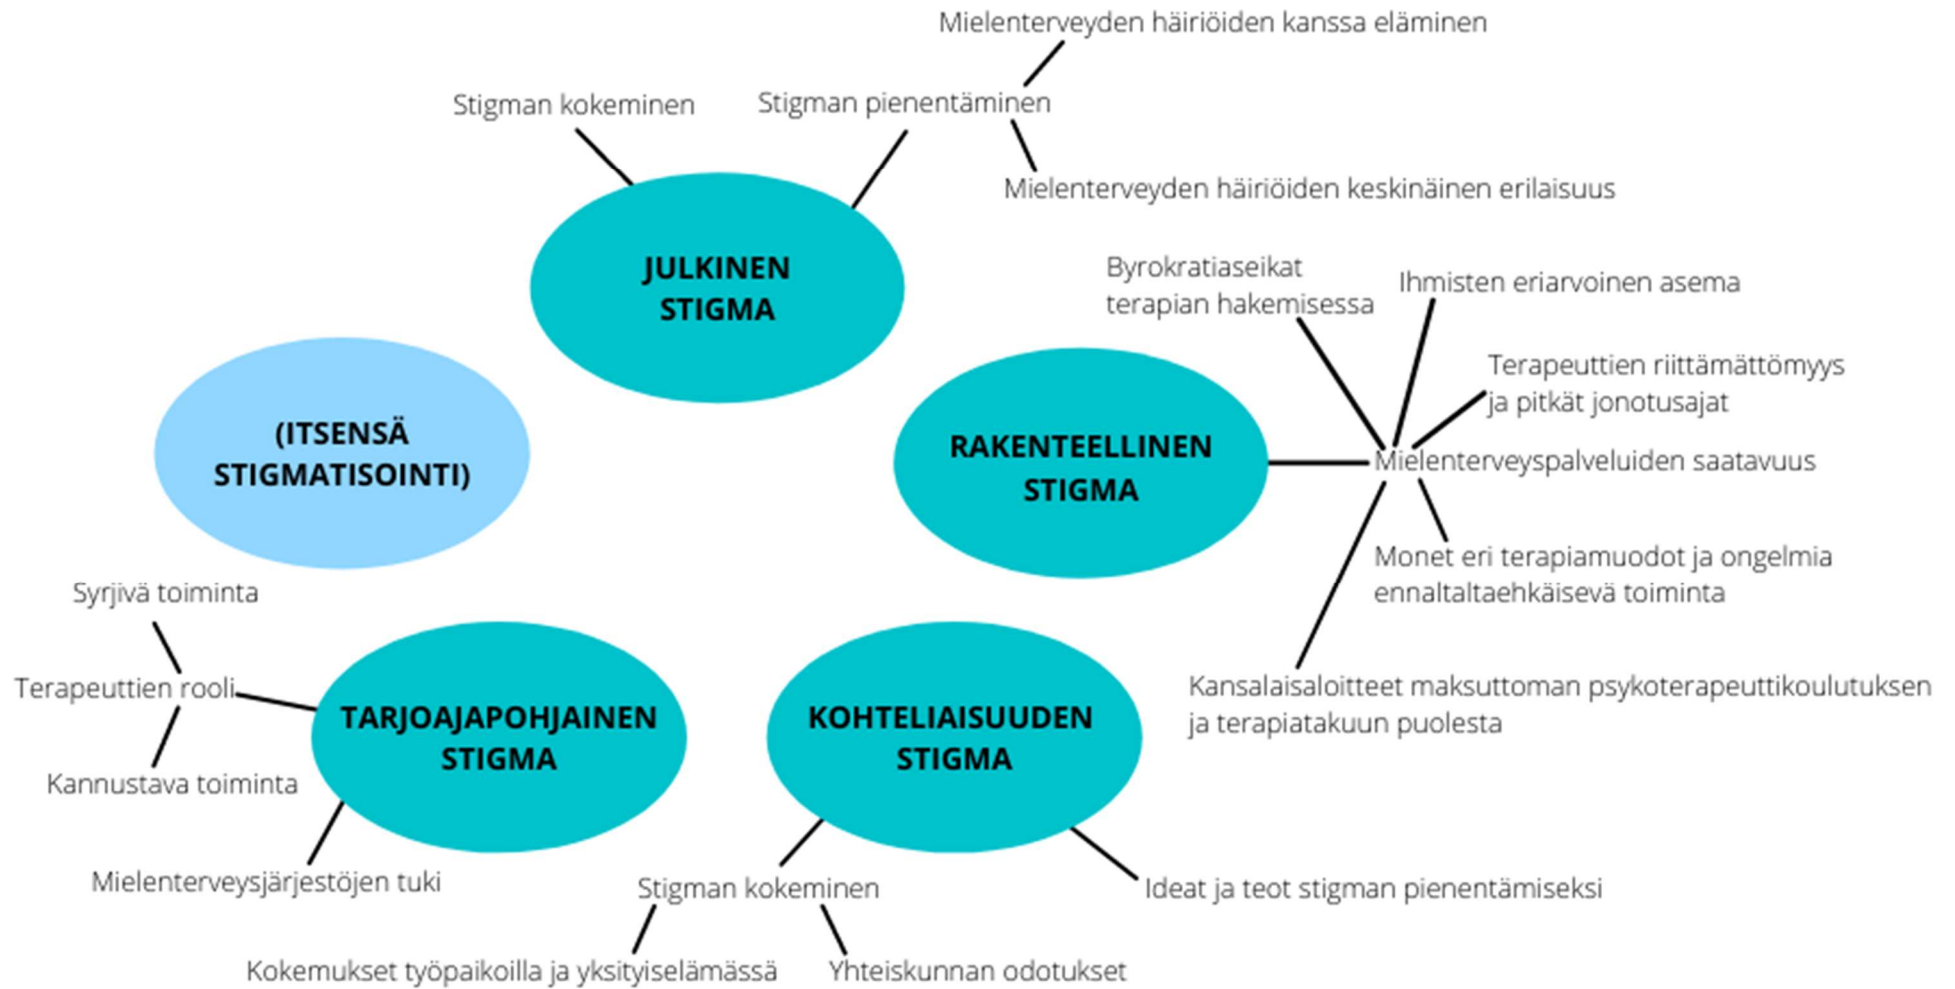 Mielenterveyden häiriöiden kanssa eläminen
Stigman kokeminen
Stigman pienentäminen
Mielenterveyden häiriöiden keskinäinen erilaisuus
JULKINEN
STIGMA
Byrokratiaseikat
terapian hakemisessa
Ihmisten eriarvoinen asema
Terapeuttien riittämättömyys
ja pitkät jonotusajat
(ITSENSÄ
STIGMATISOINTI)
RAKENTEELLINEN
STIGMA
Mielenterveyspalveluiden saatavuus
Monet eri terapiamuodot ja ongelmia
ennaltaltaehkäisevä toiminta
Kansalaisaloitteet maksuttoman psykoterapeuttikoulutuksen
ja terapiatakuun puolesta
Syrjivä toiminta
Terapeuttien rooli
Kannustava toiminta
TARJOAJAPOHJAINEN
STIGMA
Mielenterveysjärjestöjen tuki
KOHTELIAISUUDEN
STIGMA
Stigman kokeminen
Ideat ja teot stigman pienentämiseksi
Kokemukset työpaikoilla ja yksityiselämässä
Yhteiskunnan odotukset